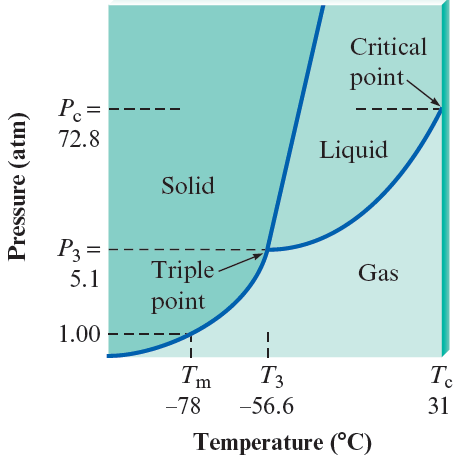 Critical
point
Pc =
72.8
Liquid
Solid
P3 =
5.1
Triple
point
Gas
1.00
Tm
T3
Tc
–78
–56.6
31
Pressure (atm)
Temperature (°C)